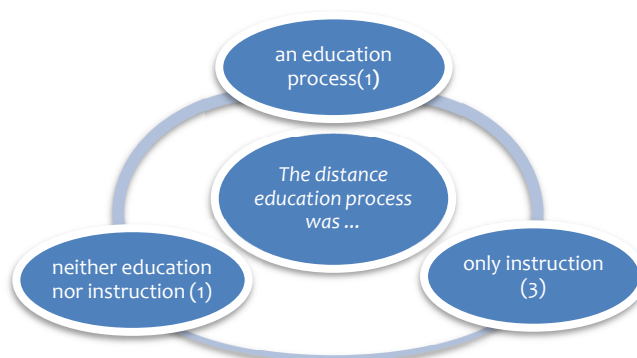 an education
process(1)
The distance
education process
was ...
neither education
nor instruction (1)
only instruction
(3)